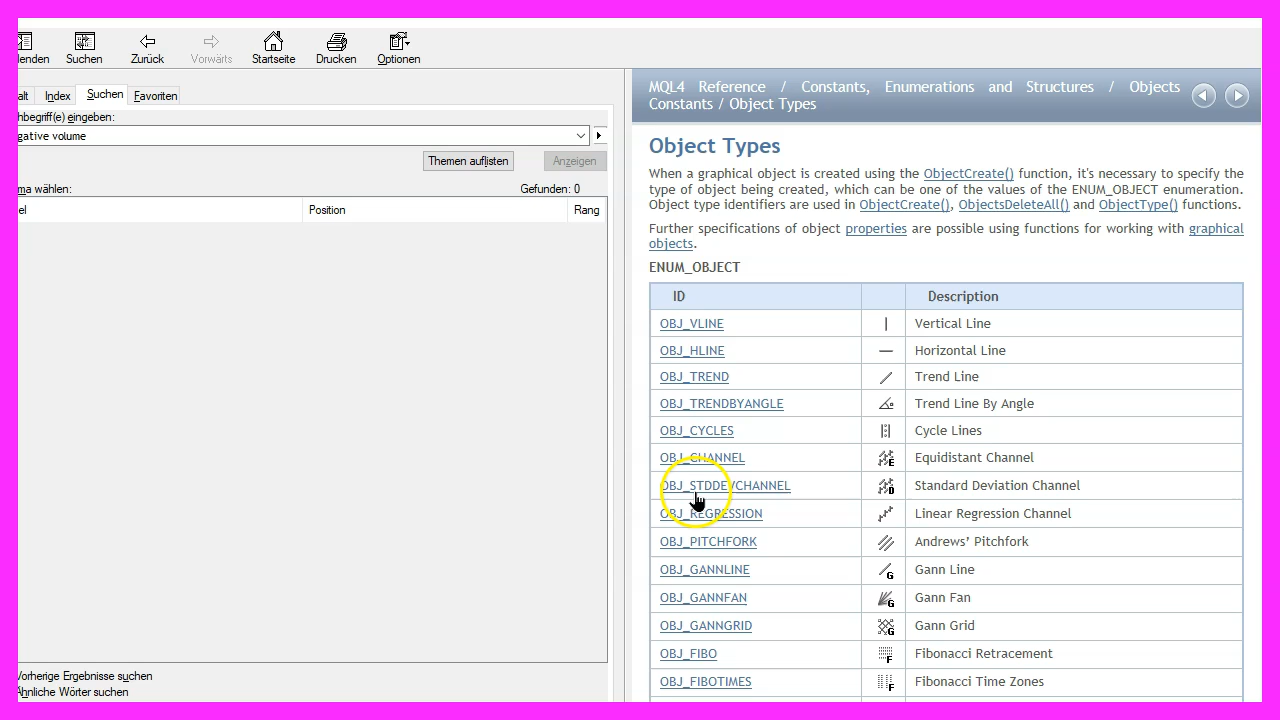 enden Suchen Zurück Vorwärts Startseite Drucken Optionen
alt Index Suchen Favoriten
hbegriff(e) eingeben:
gative volume
Themen auflisten Anzeigen
ma wählen: Gefunden: 0
el Position Rang
Vorherige Ergebnisse suchen
Ähnliche Wörter suchen
MQL4 Reference / Constants, Enumerations and Structures / Objects
Constants / Object Types
Object Types
When a graphical object is created using the ObjectCreate() function, it's necessary to specify the
type of object being created, which can be one of the values of the ENUM_OBJECT enumeration.
Object type identifiers are used in ObjectCreate(), ObjectsDeleteAll() and ObjectType() functions.
Further specifications of object properties are possible using functions for working with graphical
objects.
ENUM_OBJECT
ID Description
OBJ_VLINE Vertical Line
OBJ_HLINE Horizontal Line
OBJ_TREND Trend Line
OBJ_TRENDBYANGLE Trend Line By Angle
OBJ_CYCLES Cycle Lines
OBJ_CHANNEL Equidistant Channel
OBJ_STDDEVCHANNEL Standard Deviation Channel
OBJ_REGRESSION Linear Regression Channel
OBJ_PITCHFORK Andrews’ Pitchfork
OBJ_GANNLINE Gann Line
OBJ_GANNFAN Gann Fan
OBJ_GANNGRID Gann Grid
OBJ_FIBO Fibonacci Retracement
OBJ_FIBOTIMES Fibonacci Time Zones